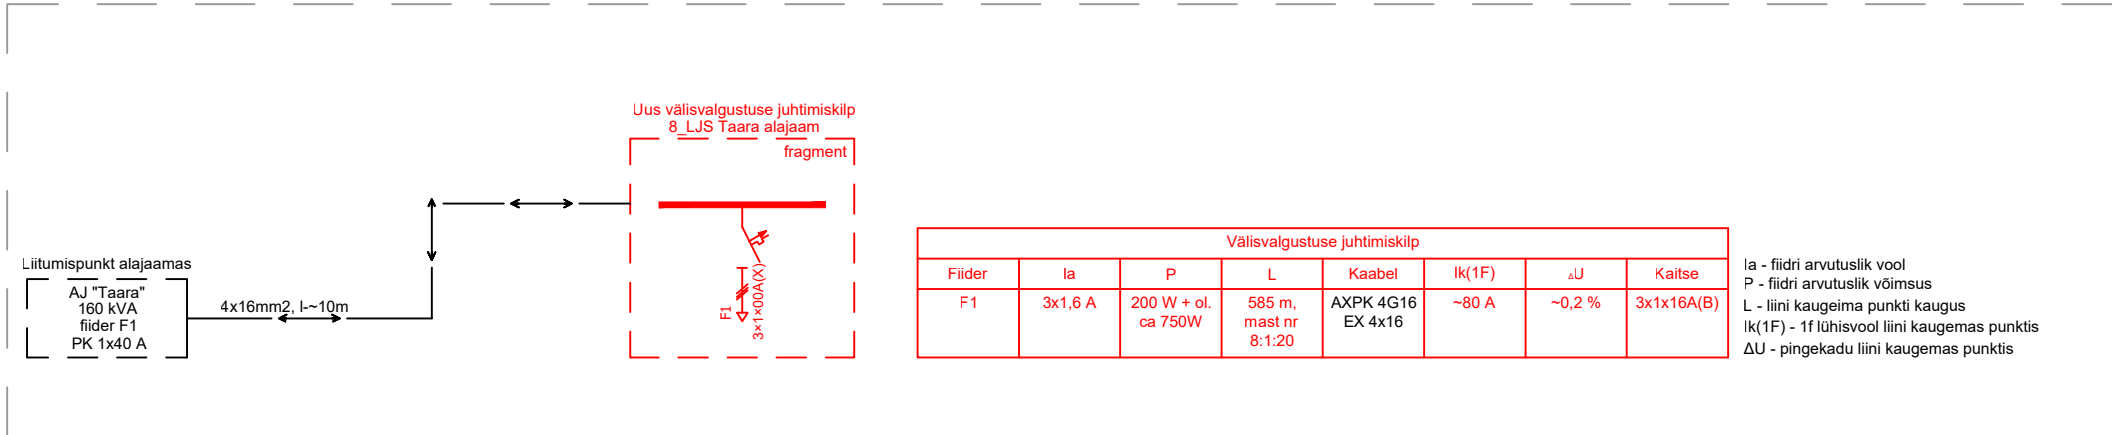 Uus välisvalgustuse juhtimiskilp
8_LJS Taara alajaam
fragment
Liitumispunkt alajaamas
AJ "Taara"
160 kVA
fiider F1
PK 1x40 A
4x16mm2, l-~10m
F1
3×1×00A(X)
Välisvalgustuse juhtimiskilp
Fiider Ia P L Kaabel Ik(1F) ΔU Kaitse
F1 3x1,6 A 200 W + ol. 585 m, AXPK 4G16 ~80 A ~0,2 % 3x1x16A(B)
ca 750W mast nr EX 4x16
8:1:20
Ia - fiidri arvutuslik vool
P - fiidri arvutuslik võimsus
L - liini kaugeima punkti kaugus
Ik(1F) - 1f lühisvool liini kaugemas punktis
ΔU - pingekadu liini kaugemas punktis